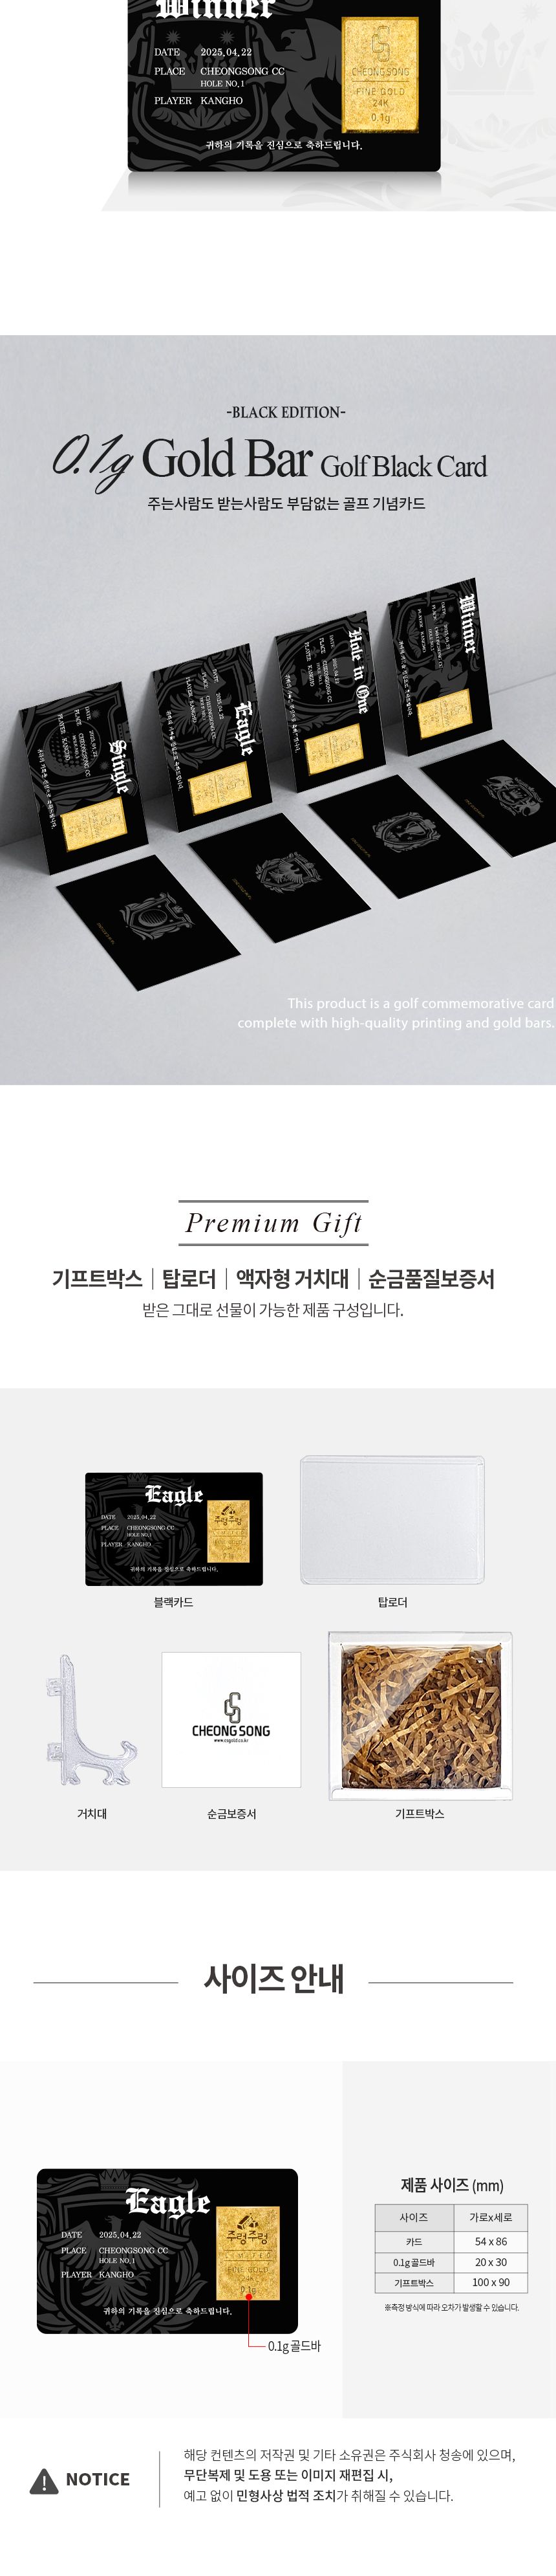 Winner
DATE 2025.04.22
PLACE CHEONGSONG CC
HOLE NO.1
PLAYER KANGHO
CHEONGSONG
FINE GOLD
24K
0.1g
귀하의 기록을 진심으로 축하드립니다.
-BLACK EDITION-
0.1g Gold Bar Golf Black Card
주는사람도 받는사람도 부담없는 골프 기념카드
Single
Eagle
Hole in One
Winner
This product is a golf commemorative card
complete with high-quality printing and gold bars.
Premium Gift
기프트박스 | 탑로더 | 액자형 거치대 | 순금품질보증서
받은 그대로 선물이 가능한 제품 구성입니다.
Eagle
DATE 2025.04.22
PLACE CHEONGSONG CC
HOLE NO.1
PLAYER KANGHO
주렁주렁
귀하의 기록을 진심으로 축하드립니다.
블랙카드
탑로더
CHEONG SONG
www.csgold.co.kr
거치대
순금보증서
기프트박스
사이즈 안내
Eagle
DATE 2025.04.22
PLACE CHEONGSONG CC
HOLE NO.1
PLAYER KANGHO
주렁주렁
LIMITED
FINE GOLD
0.1g
귀하의 기록을 진심으로 축하드립니다.
0.1g 골드바
제품 사이즈 (mm)
사이즈 가로x세로
카드 54 x 86
0.1g 골드바 20 x 30
기프트박스 100 x 90
※측정 방식에 따라 오차가 발생할 수 있습니다.
NOTICE
해당 컨텐츠의 저작권 및 기타 소유권은 주식회사 청송에 있으며,
무단복제 및 도용 또는 이미지 재편집 시,
예고 없이 민형사상 법적 조치가 취해질 수 있습니다.